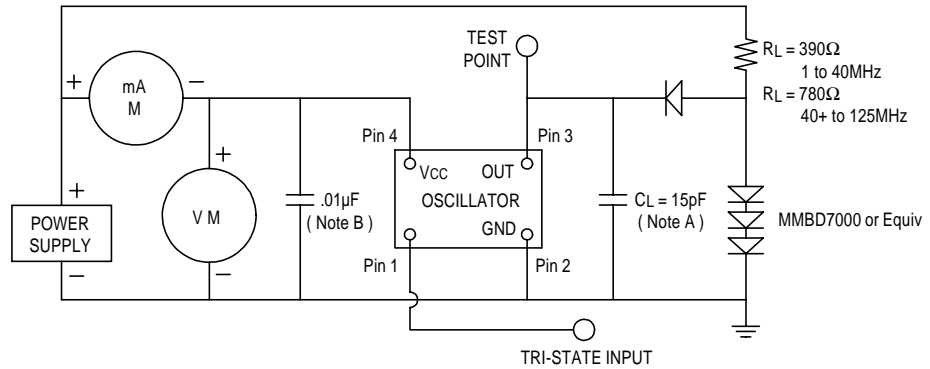 TEST
POINT
RL = 390Ω
1 to 40MHz
RL = 780Ω
40+ to 125MHz
+
mA
M
–
Pin 4
Pin 3
+
VCC
OUT
OSCILLATOR
GND
.01µF
( Note B )
CL = 15pF
( Note A )
MMBD7000 or Equiv
+
V M
POWER
SUPPLY
–
–
Pin 1
Pin 2
TRI-STATE INPUT